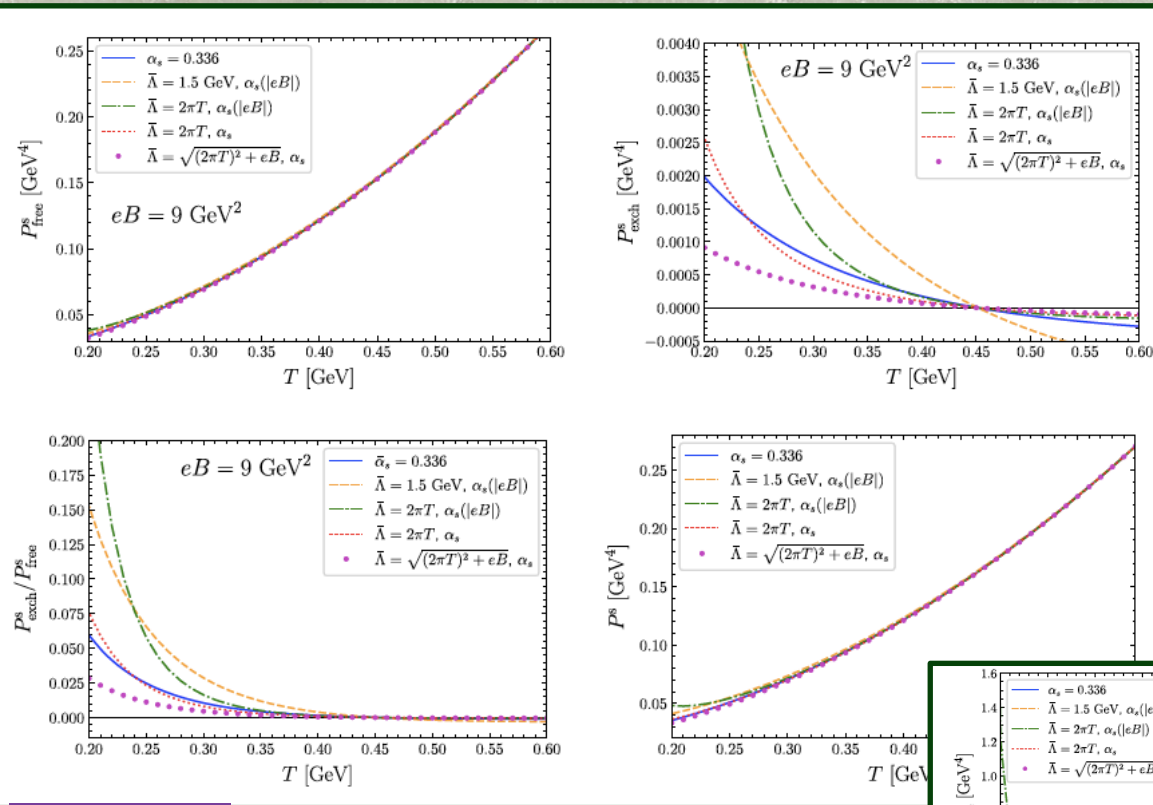 0.25
0.20
0.15
0.10
0.05
P^s_free [GeV⁴]
α_s = 0.336
Λ̄ = 1.5 GeV, α_s(|eB|)
Λ̄ = 2πT, α_s(|eB|)
Λ̄ = 2πT, α_s
Λ̄ = √((2πT)² + eB), α_s
eB = 9 GeV²
0.20 0.25 0.30 0.35 0.40 0.45 0.50 0.55 0.60
T [GeV]
0.0040
0.0035
0.0030
0.0025
0.0020
0.0015
0.0010
0.0005
0.0000
−0.0005
P^s_exch [GeV⁴]
eB = 9 GeV²
α_s = 0.336
Λ̄ = 1.5 GeV, α_s(|eB|)
Λ̄ = 2πT, α_s(|eB|)
Λ̄ = 2πT, α_s
Λ̄ = √((2πT)² + eB), α_s
0.20 0.25 0.30 0.35 0.40 0.45 0.50 0.55 0.60
T [GeV]
0.200
0.175
0.150
0.125
0.100
0.075
0.050
0.025
0.000
P^s_exch/P^s_free
eB = 9 GeV²
ᾱ_s = 0.336
Λ̄ = 1.5 GeV, α_s(|eB|)
Λ̄ = 2πT, α_s(|eB|)
Λ̄ = 2πT, α_s
Λ̄ = √((2πT)² + eB), α_s
0.20 0.25 0.30 0.35 0.40 0.45 0.50 0.55 0.60
T [GeV]
0.25
0.20
0.15
0.10
0.05
P^s [GeV⁴]
α_s = 0.336
Λ̄ = 1.5 GeV, α_s(|eB|)
Λ̄ = 2πT, α_s(|eB|)
Λ̄ = 2πT, α_s
Λ̄ = √((2πT)² + eB), α_s
0.20 0.25 0.30 0.35 0.40
T [GeV
1.6
1.4
1.2
1.0
[GeV⁴]
α_s = 0.336
Λ̄ = 1.5 GeV, α_s(|e
Λ̄ = 2πT, α_s(|eB|)
Λ̄ = 2πT, α_s
Λ̄ = √((2πT)² + eB